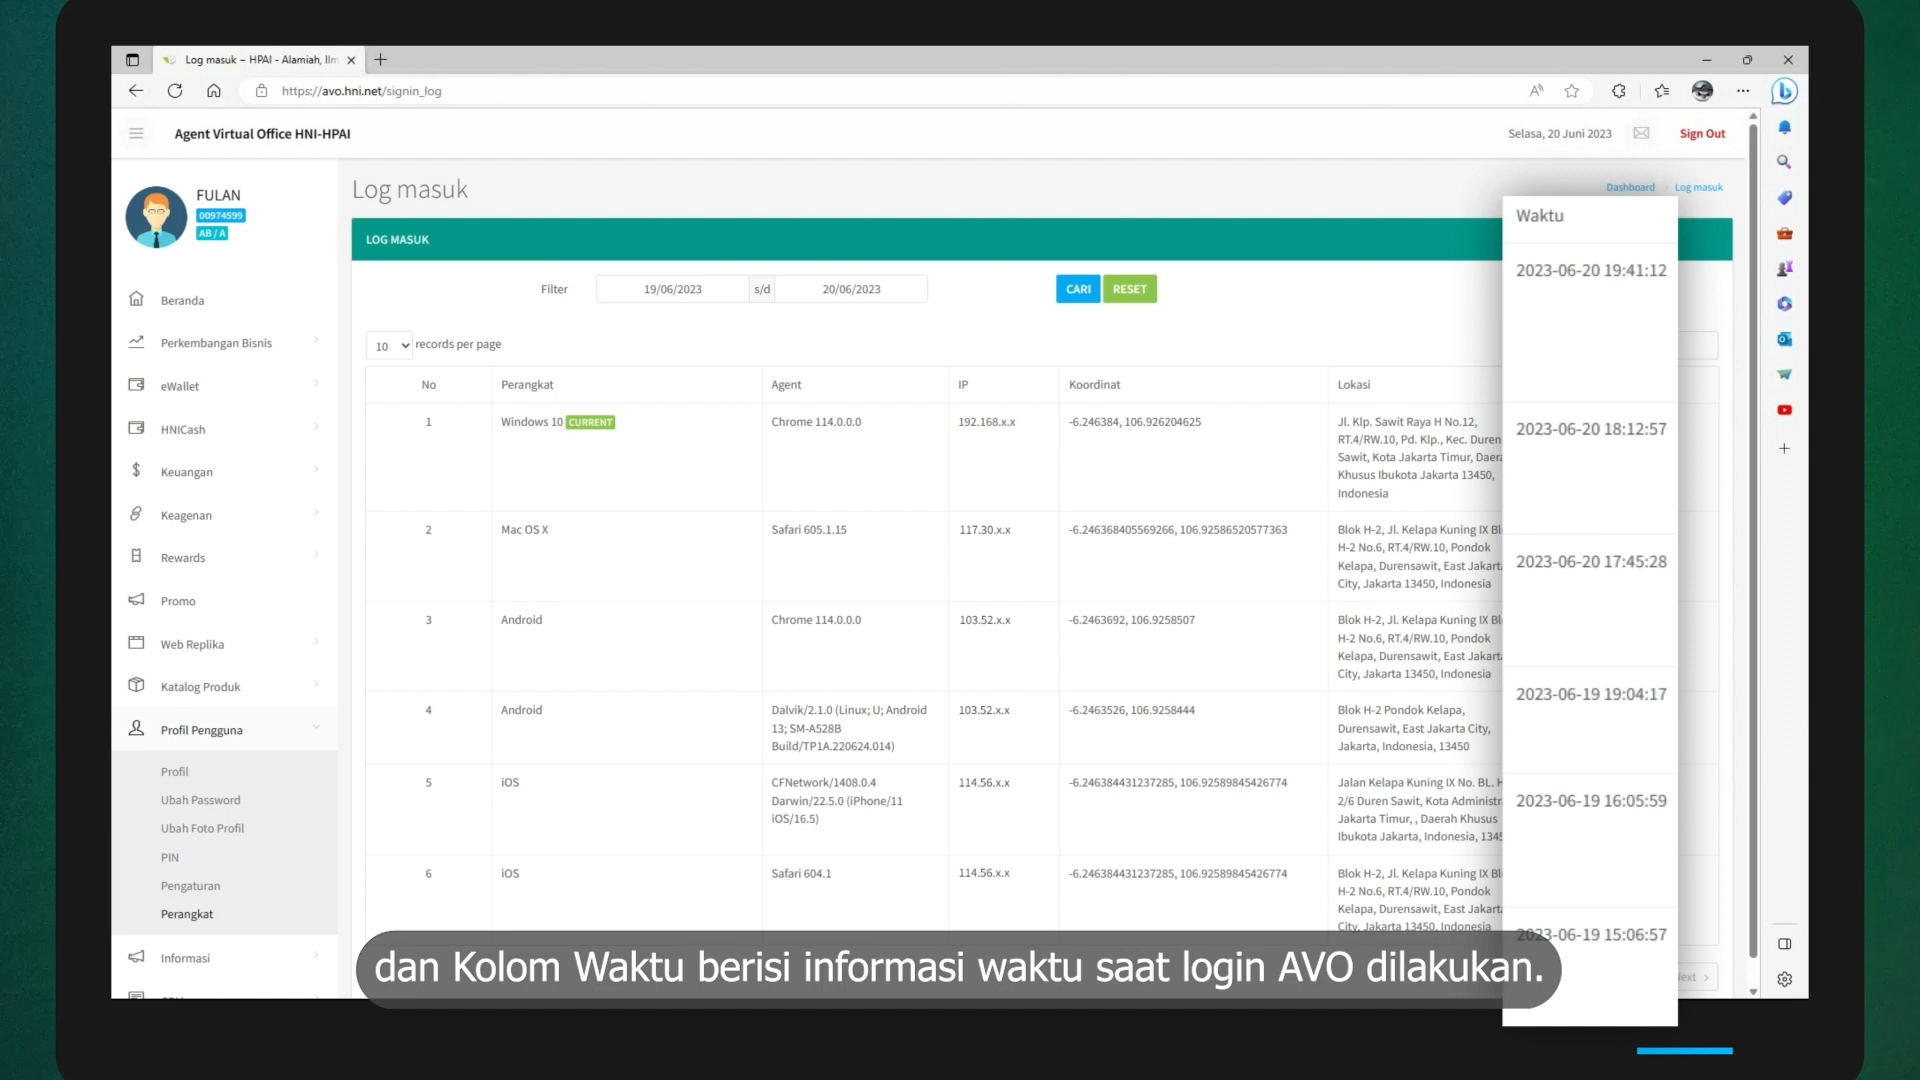 Log masuk – HPAI - Alamiah, Ilm
https://avo.hni.net/signin_log
Agent Virtual Office HNI-HPAI
Selasa, 20 Juni 2023
Sign Out
FULAN
00974599
AB / A
Beranda
Perkembangan Bisnis
eWallet
HNICash
Keuangan
Keagenan
Rewards
Promo
Web Replika
Katalog Produk
Profil Pengguna
Profil
Ubah Password
Ubah Foto Profil
PIN
Pengaturan
Perangkat
Informasi
Log masuk
Dashboard
Log masuk
LOG MASUK
Filter
19/06/2023
s/d
20/06/2023
CARI
RESET
10 records per page
No Perangkat Agent IP Koordinat Lokasi
1 Windows 10 CURRENT Chrome 114.0.0.0 192.168.x.x -6.246384, 106.926204625 Jl. Klp. Sawit Raya H No.12,
RT.4/RW.10, Pd. Klp., Kec. Duren
Sawit, Kota Jakarta Timur, Daera
Khusus Ibukota Jakarta 13450,
Indonesia
2 Mac OS X Safari 605.1.15 117.30.x.x -6.246368405569266, 106.92586520577363 Blok H-2, Jl. Kelapa Kuning IX Bl
H-2 No.6, RT.4/RW.10, Pondok
Kelapa, Durensawit, East Jakarta
City, Jakarta 13450, Indonesia
3 Android Chrome 114.0.0.0 103.52.x.x -6.2463692, 106.9258507 Blok H-2, Jl. Kelapa Kuning IX Bl
H-2 No.6, RT.4/RW.10, Pondok
Kelapa, Durensawit, East Jakarta
City, Jakarta 13450, Indonesia
4 Android Dalvik/2.1.0 (Linux; U; Android 103.52.x.x -6.2463526, 106.9258444 Blok H-2 Pondok Kelapa,
13; SM-A528B Durensawit, East Jakarta City,
Build/TP1A.220624.014) Jakarta, Indonesia, 13450
5 iOS CFNetwork/1408.0.4 114.56.x.x -6.246384431237285, 106.92589845426774 Jalan Kelapa Kuning IX No. BL. H
Darwin/22.5.0 (iPhone/11 2/6 Duren Sawit, Kota Administr
iOS/16.5) Jakarta Timur, , Daerah Khusus
Ibukota Jakarta, Indonesia, 1345
6 iOS Safari 604.1 114.56.x.x -6.246384431237285, 106.92589845426774 Blok H-2, Jl. Kelapa Kuning IX Bl
H-2 No.6, RT.4/RW.10, Pondok
Kelapa, Durensawit, East Jakarta
City, Jakarta 13450, Indonesia
Waktu
2023-06-20 19:41:12
2023-06-20 18:12:57
2023-06-20 17:45:28
2023-06-19 19:04:17
2023-06-19 16:05:59
2023-06-19 15:06:57
dan Kolom Waktu berisi informasi waktu saat login AVO dilakukan.